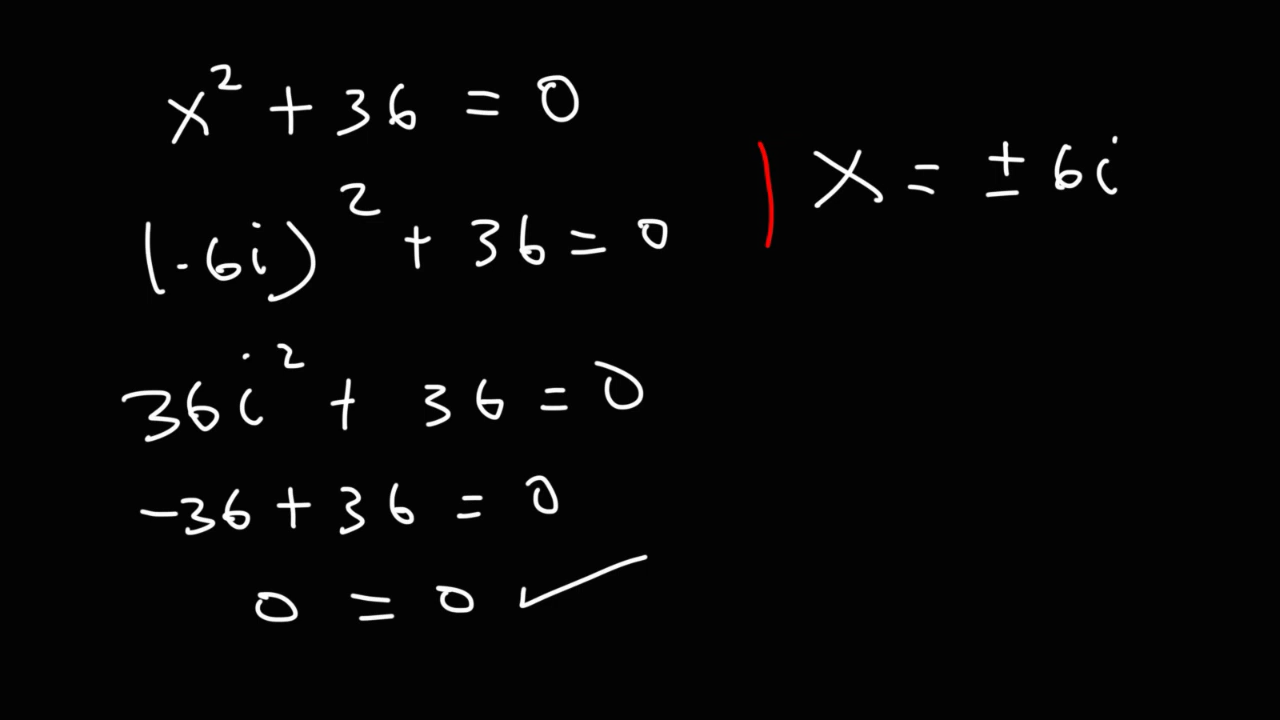 x² + 36 = 0
x = ± 6i
(-6i)² + 36 = 0
36i² + 36 = 0
-36 + 36 = 0
0 = 0 ✓